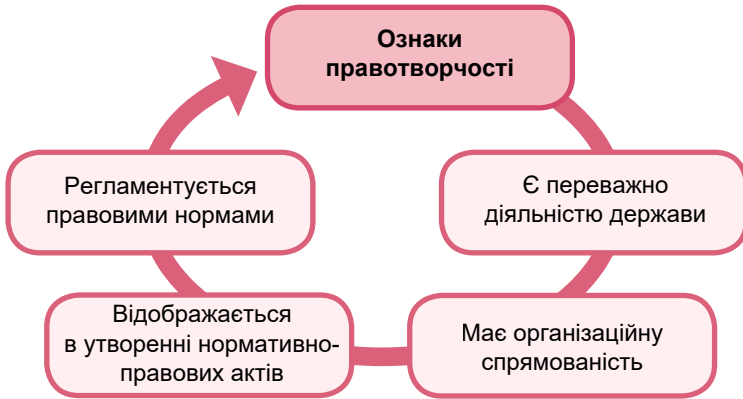 Ознаки
правотворчості
Є переважно
діяльністю держави
Має організаційну
спрямованість
Відображається
в утворенні нормативно-
правових актів
Регламентується
правовими нормами